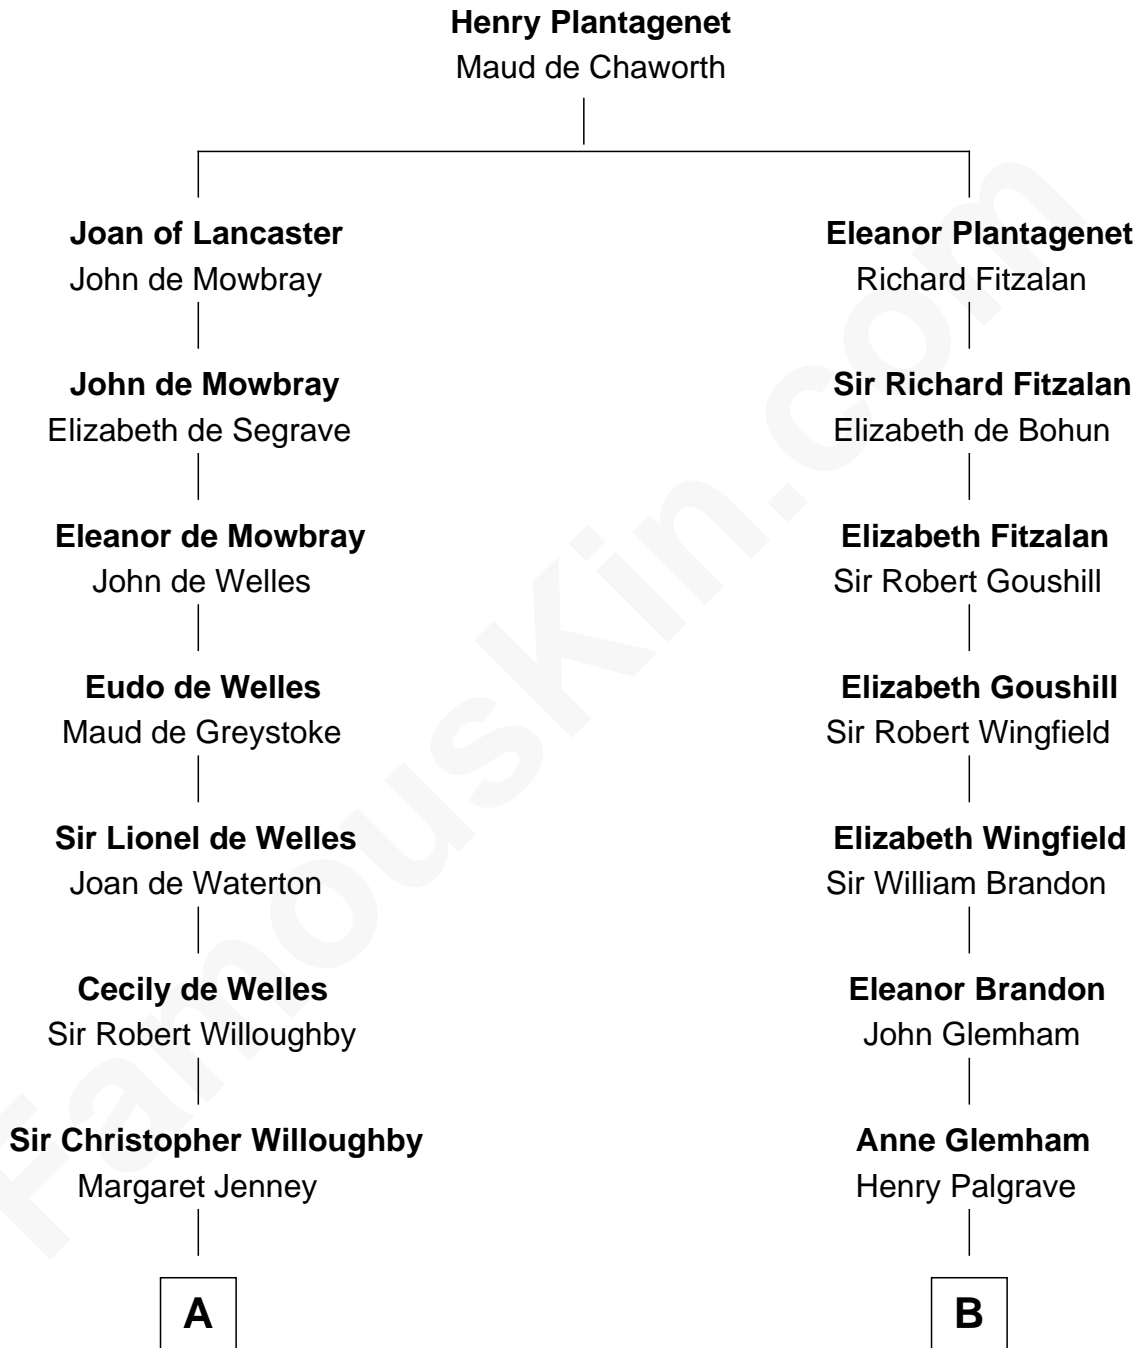 Henry Plantagenet
Maud de Chaworth
Joan of Lancaster
John de Mowbray
Eleanor Plantagenet
Richard Fitzalan
John de Mowbray
Elizabeth de Segrave
Sir Richard Fitzalan
Elizabeth de Bohun
Eleanor de Mowbray
John de Welles
Elizabeth Fitzalan
Sir Robert Goushill
Eudo de Welles
Maud de Greystoke
Elizabeth Goushill
Sir Robert Wingfield
Sir Lionel de Welles
Joan de Waterton
Elizabeth Wingfield
Sir William Brandon
Cecily de Welles
Sir Robert Willoughby
Eleanor Brandon
John Glemham
Sir Christopher Willoughby
Margaret Jenney
Anne Glemham
Henry Palgrave
A
B
FamousKin.com